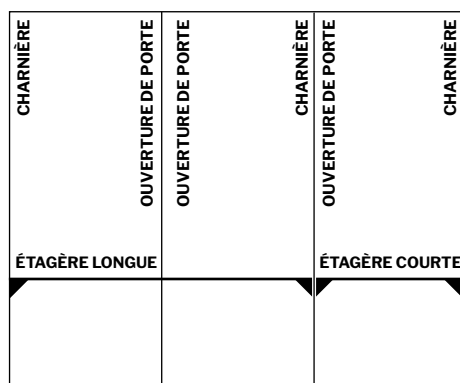 CHARNIÈRE
OUVERTURE DE PORTE
OUVERTURE DE PORTE
CHARNIÈRE
OUVERTURE DE PORTE
CHARNIÈRE
ÉTAGÈRE LONGUE
ÉTAGÈRE COURTE